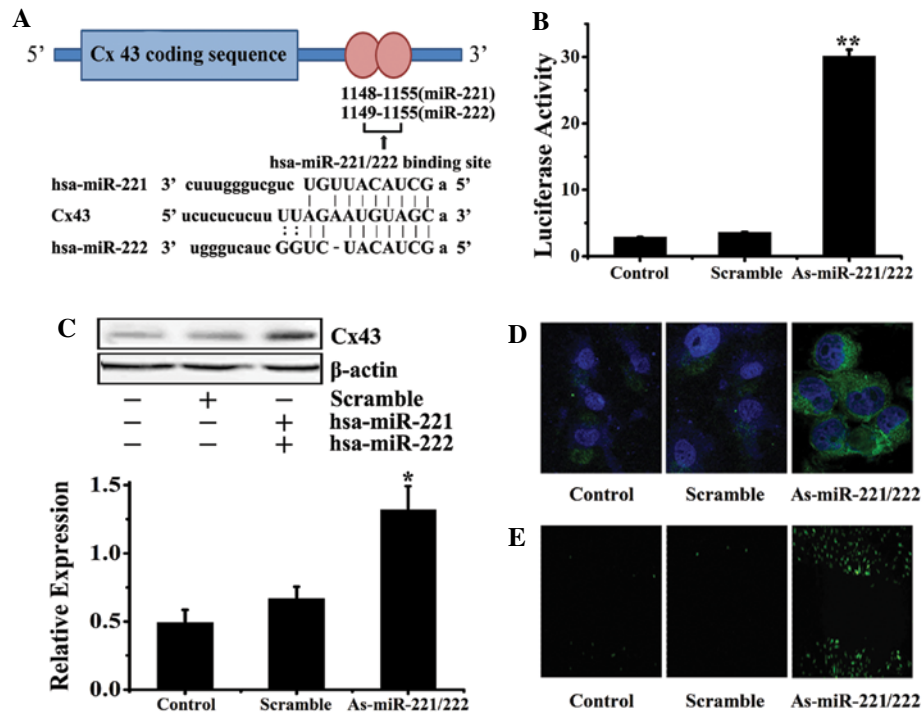 A
5’ Cx 43 coding sequence 3’
1148-1155(miR-221)
1149-1155(miR-222)
hsa-miR-221/222 binding site
hsa-miR-221 3’ cuuugggucguc UGUUACAUCG a 5’
Cx43 5’ ucucucucuu UUAGAAUGUAGC a 3’
hsa-miR-222 3’ ugggucauc GGUC-UACAUCG a 5’
B
Luciferase Activity
30
20
10
0
**
Control Scramble As-miR-221/222
C
Cx43
β-actin
− + + Scramble
− − + hsa-miR-221
− − + hsa-miR-222
Relative Expression
1.5
1.0
0.5
0.0
*
Control Scramble As-miR-221/222
D
Control Scramble As-miR-221/222
E
Control Scramble As-miR-221/222